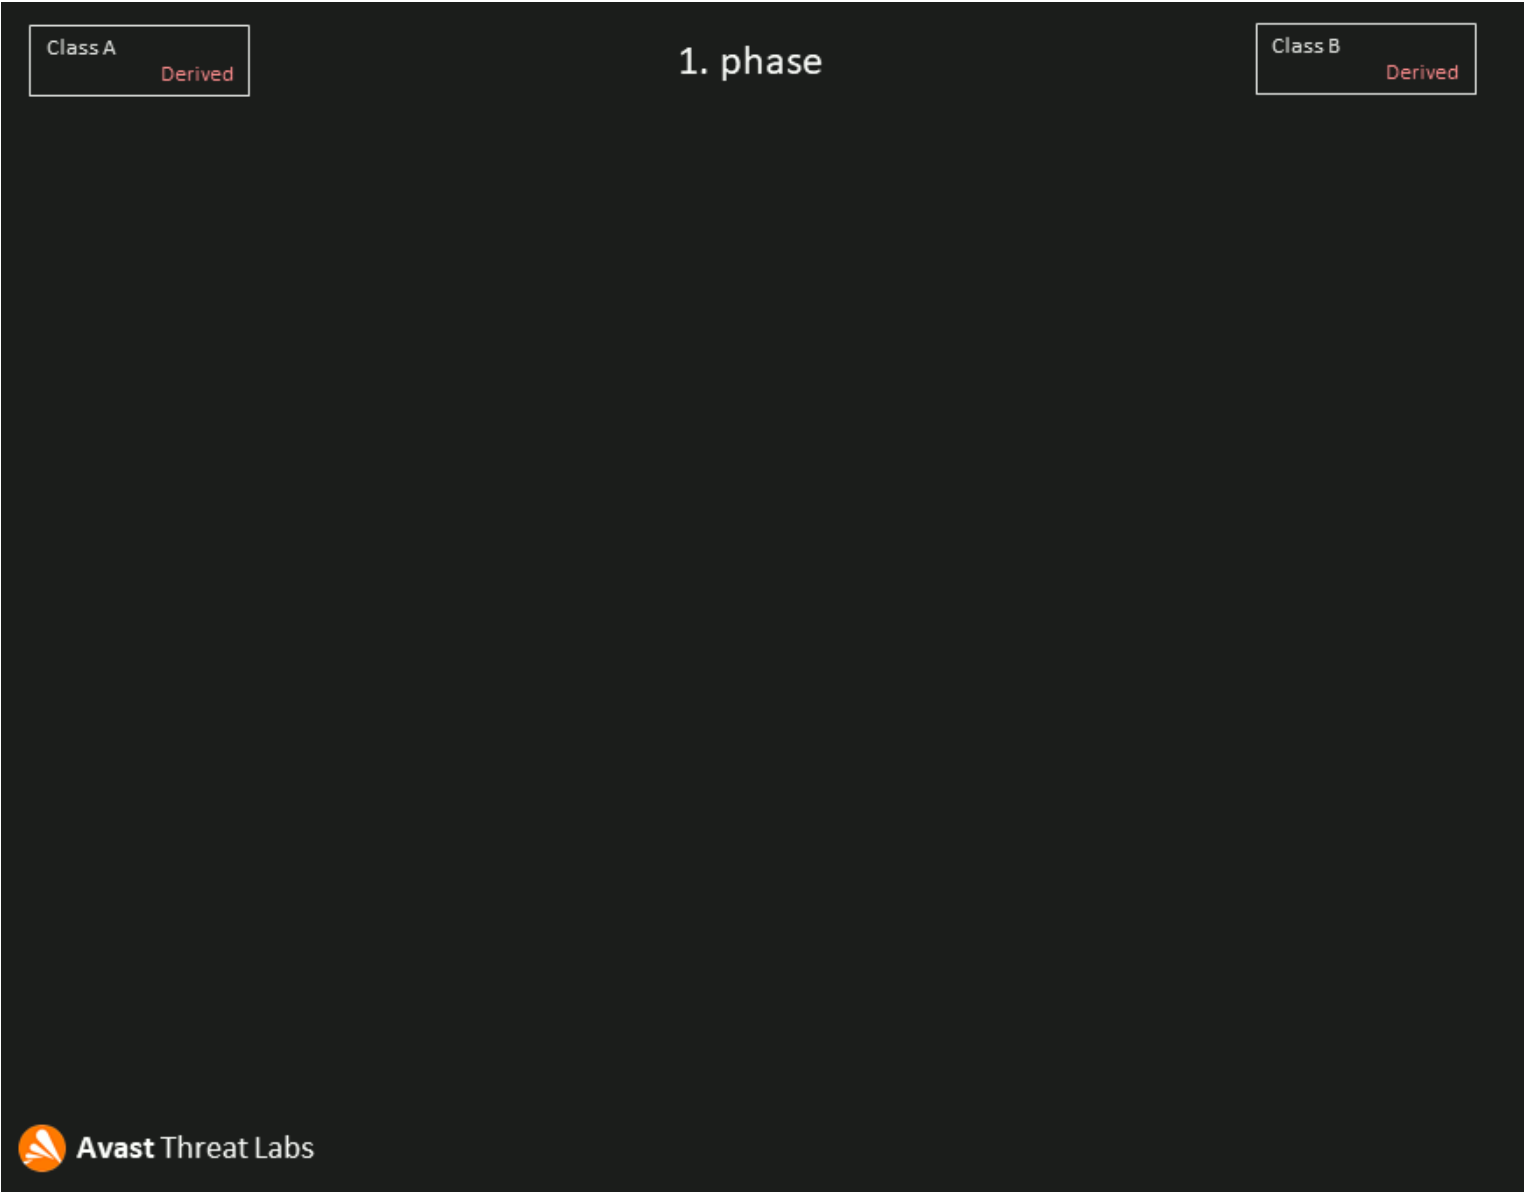 Class A
Derived
1. phase
Class B
Derived
Avast Threat Labs